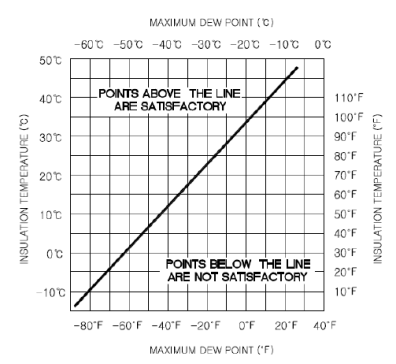 MAXIMUM DEW POINT (℃)
-60℃ -50℃ -40℃ -30℃ -20℃ -10℃ 0℃
50℃
40℃
30℃
20℃
10℃
0℃
-10℃
INSULATION TEMPERATURE (℃)
POINTS ABOVE THE LINE
ARE SATISFACTORY
POINTS BELOW THE LINE
ARE NOT SATISFACTORY
110°F
100°F
90°F
80°F
70°F
60°F
50°F
40°F
30°F
20°F
10°F
INSULATION TEMPERATURE (°F)
-80°F -60°F -40°F -20°F 0°F 20°F 40°F
MAXIMUM DEW POINT (°F)